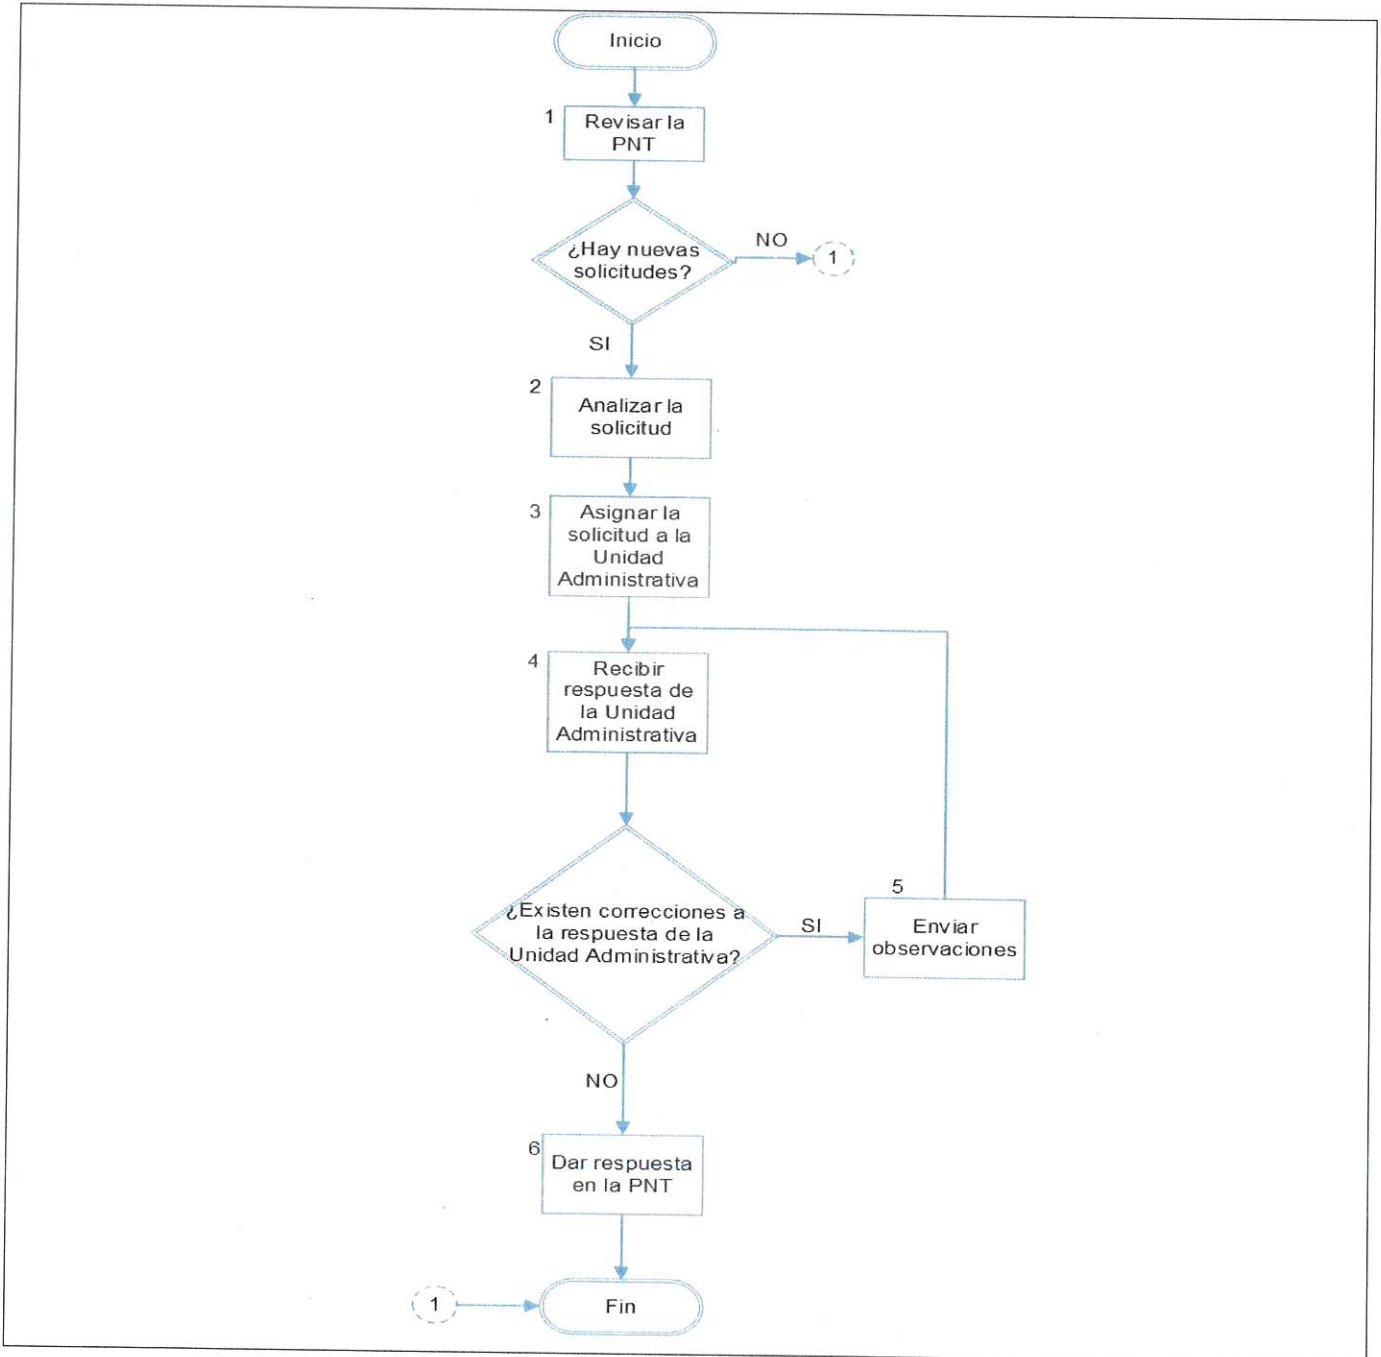 Inicio
1
Revisar la
PNT
¿Hay nuevas
solicitudes?
NO
1
SI
2
Analizar la
solicitud
3
Asignar la
solicitud a la
Unidad
Administrativa
4
Recibir
respuesta de
la Unidad
Administrativa
¿Existen correcciones a
la respuesta de la
Unidad Administrativa?
SI
5
Enviar
observaciones
NO
6
Dar respuesta
en la PNT
1
Fin